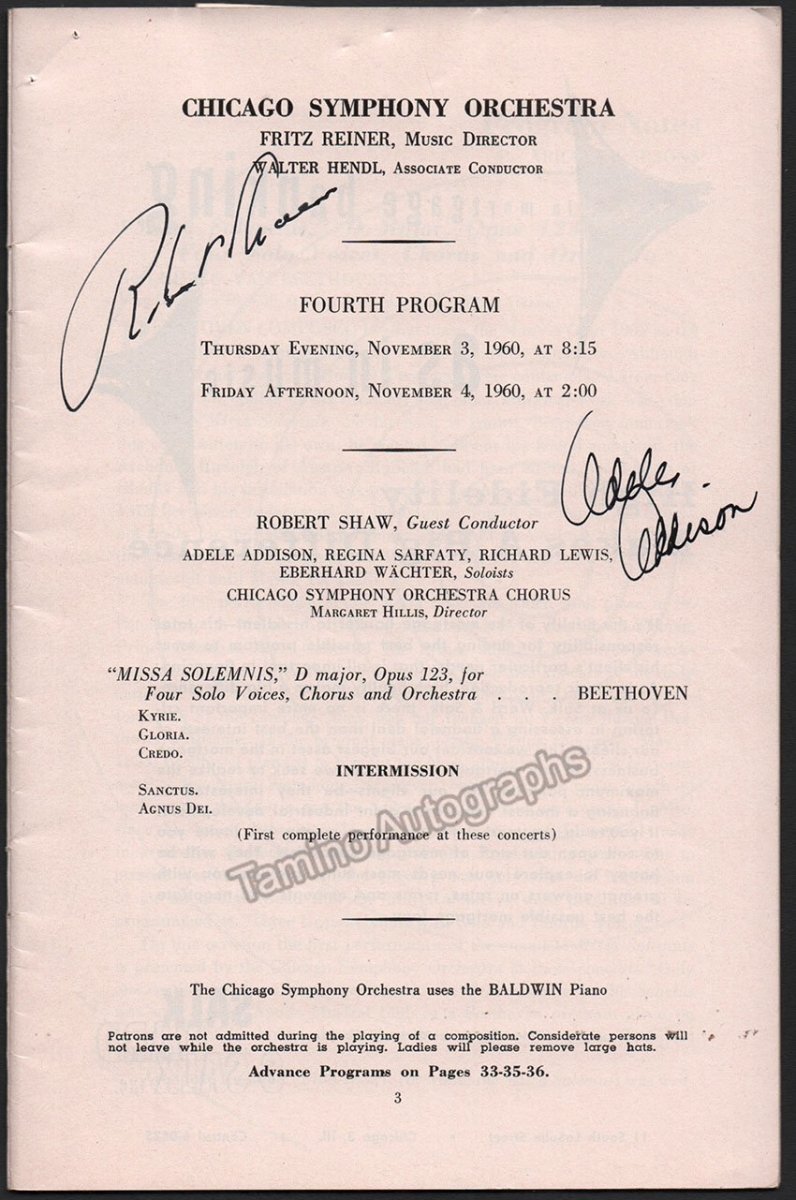 CHICAGO SYMPHONY ORCHESTRA
FRITZ REINER, MUSIC DIRECTOR
WALTER HENDL, ASSOCIATE CONDUCTOR
FOURTH PROGRAM
THURSDAY EVENING, NOVEMBER 3, 1960, AT 8:15
FRIDAY AFTERNOON, NOVEMBER 4, 1960, AT 2:00
Adele Addison
ROBERT SHAW, Guest Conductor
ADELE ADDISON, REGINA SARFATY, RICHARD LEWIS,
EBERHARD WÄCHTER, Soloists
CHICAGO SYMPHONY ORCHESTRA CHORUS
MARGARET HILLIS, Director
"MISSA SOLEMNIS," D major, Opus 123, for
Four Solo Voices, Chorus and Orchestra . . . BEETHOVEN
KYRIE.
GLORIA.
CREDO.
INTERMISSION
SANCTUS.
AGNUS DEI.
(First complete performance at these concerts)
Tamino Autographs
The Chicago Symphony Orchestra uses the BALDWIN Piano
Patrons are not admitted during the playing of a composition. Considerate persons will
not leave while the orchestra is playing. Ladies will please remove large hats.
Advance Programs on Pages 33-35-36.
3